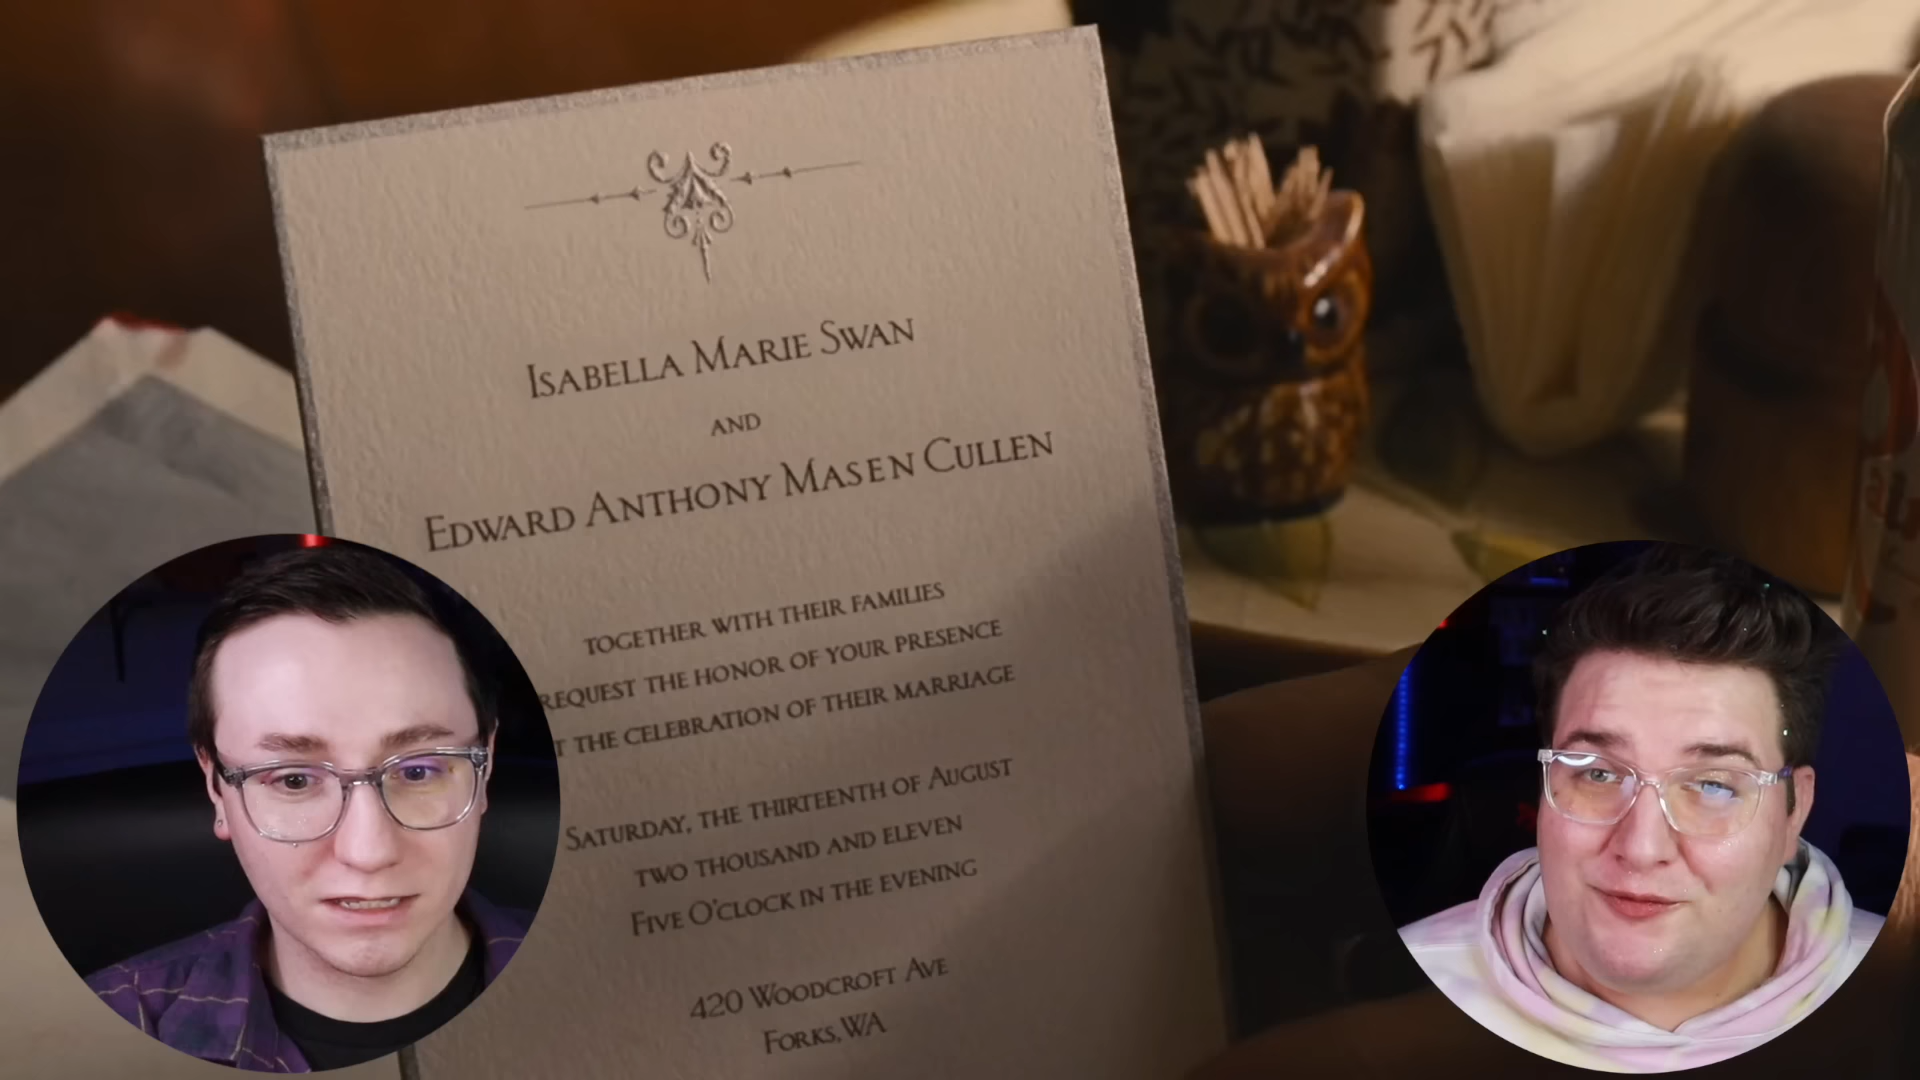 Isabella Marie Swan
and
Edward Anthony Masen Cullen
together with their families
request the honor of your presence
the celebration of their marriage
Saturday, the thirteenth of August
two thousand and eleven
Five O'clock in the evening
420 Woodcroft Ave
Forks, WA